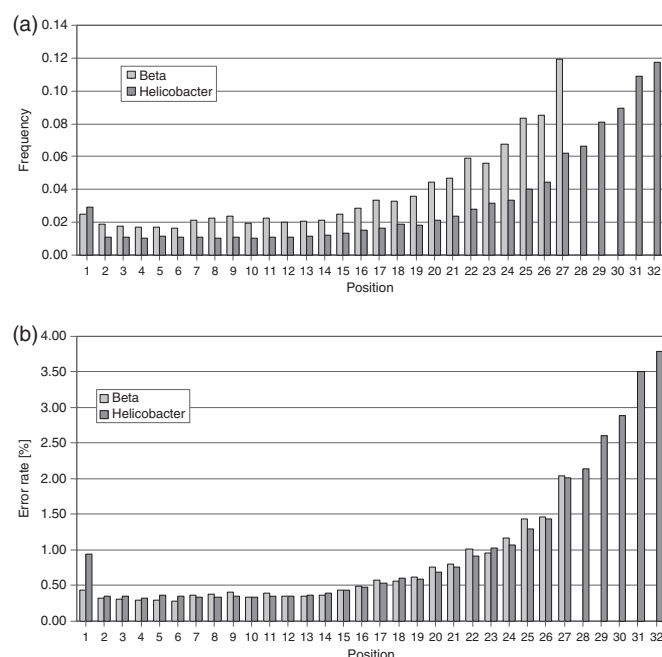 (a)
0.14
0.12
0.10
0.08
0.06
0.04
0.02
0.00
Frequency
Beta
Helicobacter
1 2 3 4 5 6 7 8 9 10 11 12 13 14 15 16 17 18 19 20 21 22 23 24 25 26 27 28 29 30 31 32
Position
(b)
4.00
3.50
3.00
2.50
2.00
1.50
1.00
0.50
0.00
Error rate [%]
Beta
Helicobacter
1 2 3 4 5 6 7 8 9 10 11 12 13 14 15 16 17 18 19 20 21 22 23 24 25 26 27 28 29 30 31 32
Position